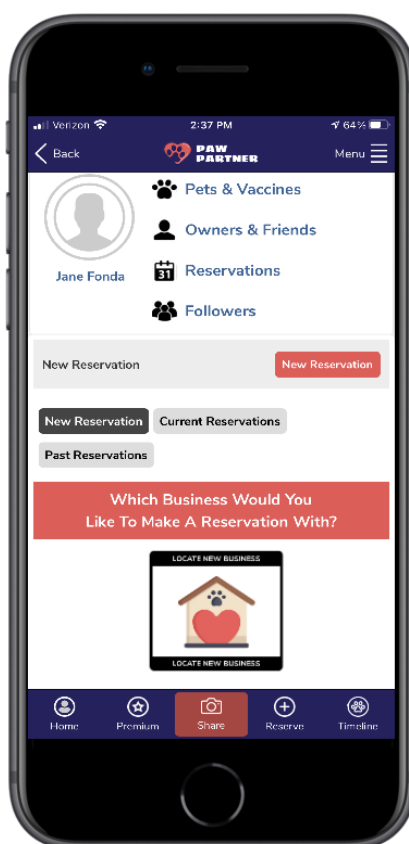 Verizon 2:37 PM 64%
Back PAW PARTNER Menu
Pets & Vaccines
Owners & Friends
Jane Fonda
31 Reservations
Followers
New Reservation New Reservation
New Reservation Current Reservations
Past Reservations
Which Business Would You
Like To Make A Reservation With?
LOCATE NEW BUSINESS
LOCATE NEW BUSINESS
Home Premium Share Reserve Timeline